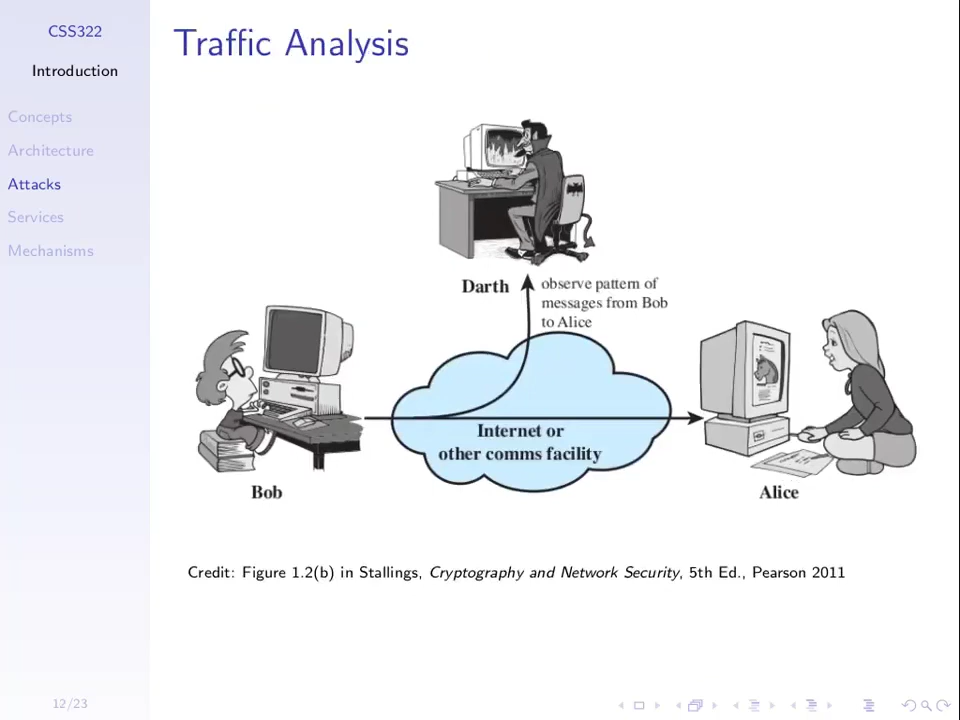 CSS322
Introduction
Concepts
Architecture
Attacks
Services
Mechanisms
Traffic Analysis
Darth
observe pattern of
messages from Bob
to Alice
Internet or
other comms facility
Bob
Alice
Credit: Figure 1.2(b) in Stallings, Cryptography and Network Security, 5th Ed., Pearson 2011
12/23